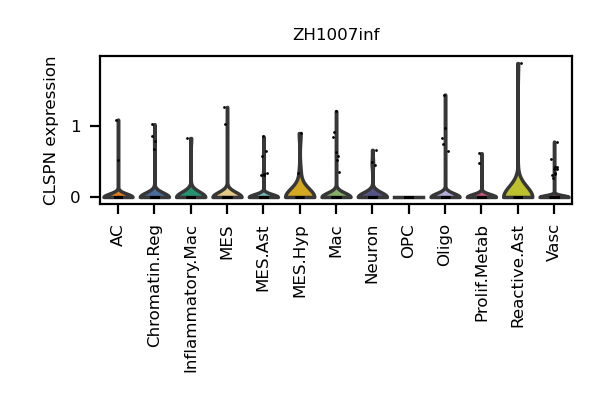 ZH1007inf
CLSPN expression
1
0
AC
Chromatin.Reg
Inflammatory.Mac
MES
MES.Ast
MES.Hyp
Mac
Neuron
OPC
Oligo
Prolif.Metab
Reactive.Ast
Vasc